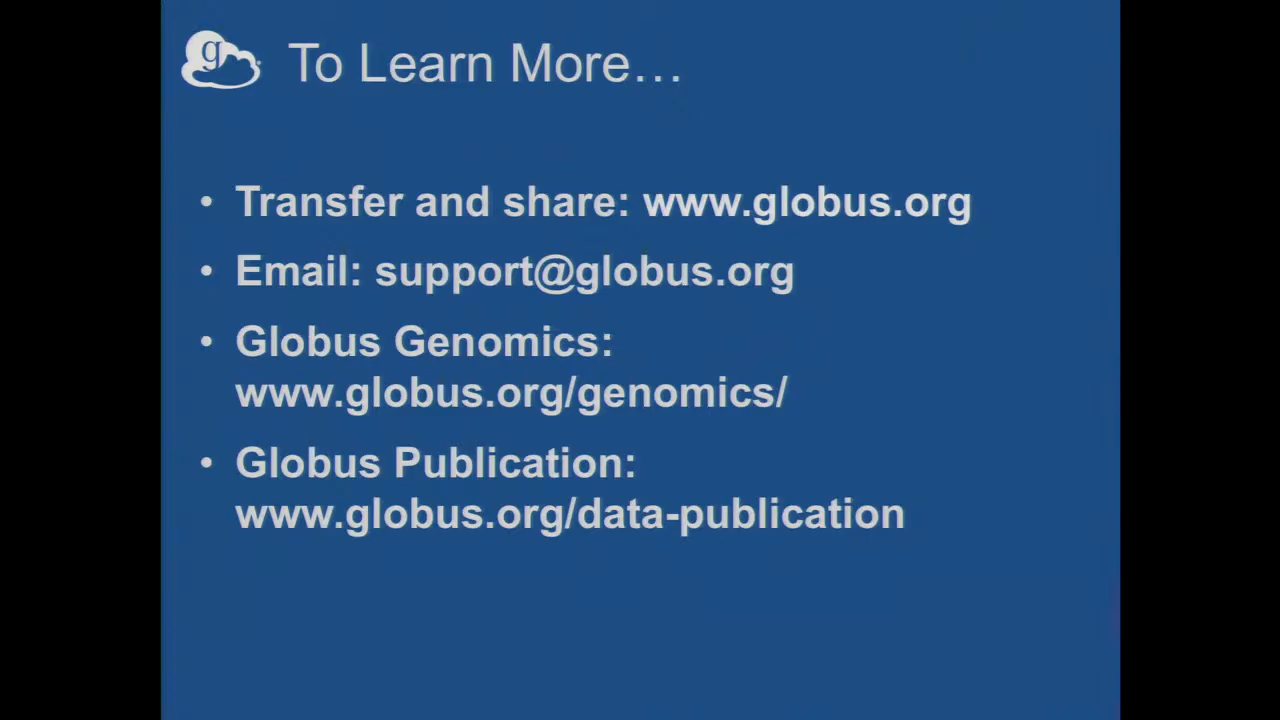 g
To Learn More…
• Transfer and share: www.globus.org
• Email: support@globus.org
• Globus Genomics:
www.globus.org/genomics/
• Globus Publication:
www.globus.org/data-publication